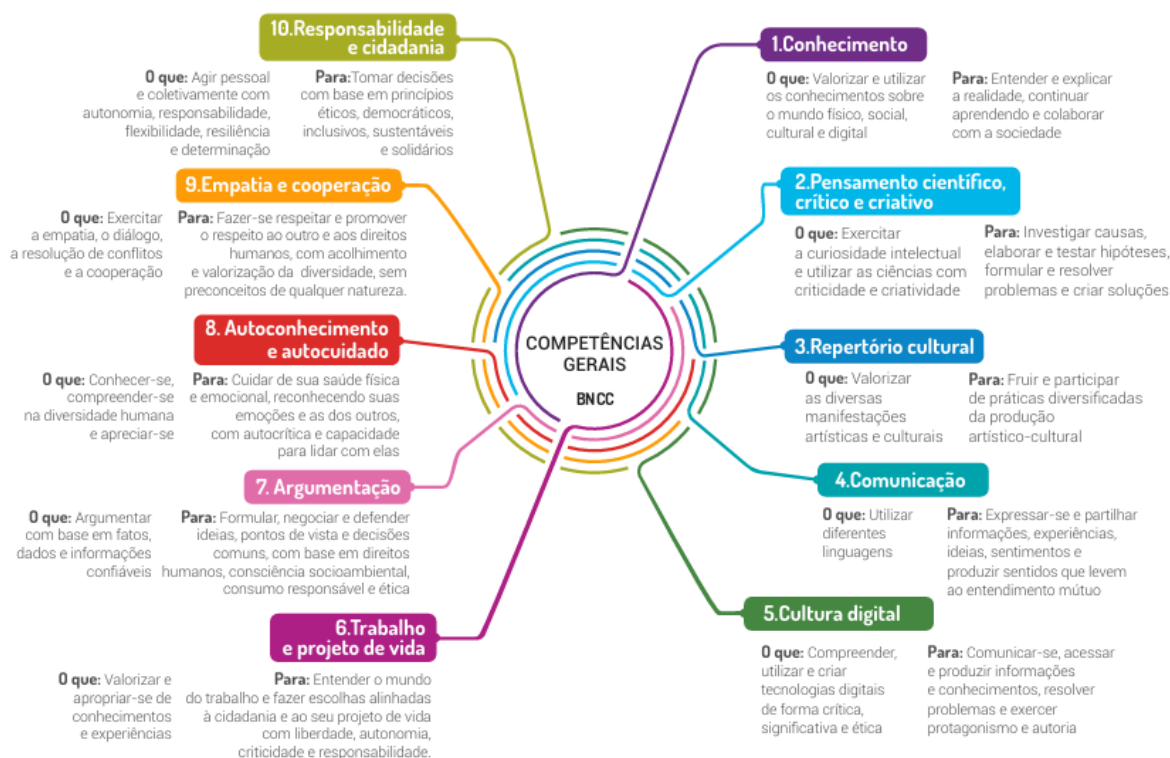 COMPETÊNCIAS
GERAIS
BNCC
1.Conhecimento
O que: Valorizar e utilizar
os conhecimentos sobre
o mundo físico, social,
cultural e digital
Para: Entender e explicar
a realidade, continuar
aprendendo e colaborar
com a sociedade
2.Pensamento científico,
crítico e criativo
O que: Exercitar
a curiosidade intelectual
e utilizar as ciências com
criticidade e criatividade
Para: Investigar causas,
elaborar e testar hipóteses,
formular e resolver
problemas e criar soluções
3.Repertório cultural
O que: Valorizar
as diversas
manifestações
artísticas e culturais
Para: Fruir e participar
de práticas diversificadas
da produção
artístico-cultural
4.Comunicação
O que: Utilizar
diferentes
linguagens
Para: Expressar-se e partilhar
informações, experiências,
ideias, sentimentos e
produzir sentidos que levem
ao entendimento mútuo
5.Cultura digital
O que: Compreender,
utilizar e criar
tecnologias digitais
de forma crítica,
significativa e ética
Para: Comunicar-se, acessar
e produzir informações
e conhecimentos, resolver
problemas e exercer
protagonismo e autoria
6.Trabalho
e projeto de vida
O que: Valorizar e
apropriar-se de
conhecimentos
e experiências
Para: Entender o mundo
do trabalho e fazer escolhas alinhadas
à cidadania e ao seu projeto de vida
com liberdade, autonomia,
criticidade e responsabilidade.
7. Argumentação
O que: Argumentar
com base em fatos,
dados e informações
confiáveis
Para: Formular, negociar e defender
ideias, pontos de vista e decisões
comuns, com base em direitos
humanos, consciência socioambiental,
consumo responsável e ética
8. Autoconhecimento
e autocuidado
O que: Conhecer-se,
compreender-se
na diversidade humana
e apreciar-se
Para: Cuidar de sua saúde física
e emocional, reconhecendo suas
emoções e as dos outros,
com autocrítica e capacidade
para lidar com elas
9.Empatia e cooperação
O que: Exercitar
a empatia, o diálogo,
a resolução de conflitos
e a cooperação
Para: Fazer-se respeitar e promover
o respeito ao outro e aos direitos
humanos, com acolhimento
e valorização da diversidade, sem
preconceitos de qualquer natureza.
10.Responsabilidade
e cidadania
O que: Agir pessoal
e coletivamente com
autonomia, responsabilidade,
flexibilidade, resiliência
e determinação
Para:Tomar decisões
com base em princípios
éticos, democráticos,
inclusivos, sustentáveis
e solidários